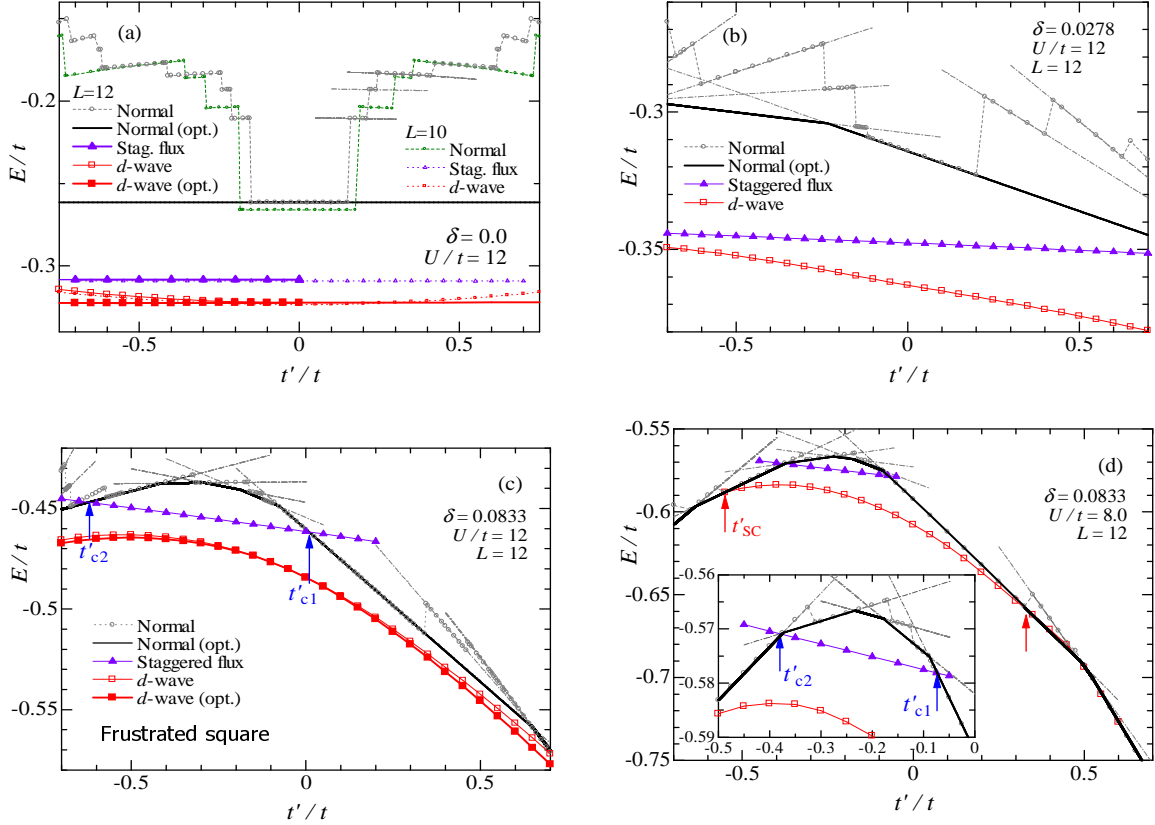 (a)
-0.2
-0.3
E / t
L=12
Normal
Normal (opt.)
Stag. flux
d-wave
d-wave (opt.)
L=10
Normal
Stag. flux
d-wave
δ = 0.0
U / t = 12
-0.5
0
0.5
t' / t
(b)
δ = 0.0278
U / t = 12
L = 12
-0.3
-0.35
E / t
Normal
Normal (opt.)
Staggered flux
d-wave
-0.5
0
0.5
t' / t
(c)
δ = 0.0833
U / t = 12
L = 12
-0.45
-0.5
-0.55
E / t
t'c2
t'c1
Normal
Normal (opt.)
Staggered flux
d-wave
d-wave (opt.)
Frustrated square
-0.5
0
0.5
t' / t
(d)
δ = 0.0833
U / t = 8.0
L = 12
-0.55
-0.6
-0.65
-0.7
-0.75
E / t
t'SC
-0.56
-0.57
-0.58
-0.59
t'c2
t'c1
-0.5
-0.4
-0.3
-0.2
-0.1
0
-0.5
0
0.5
t' / t